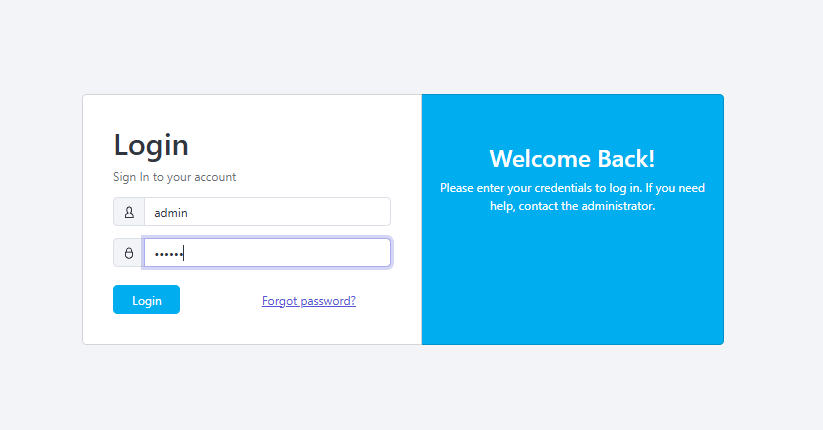 Login
Sign In to your account
admin
••••••
Login
Forgot password?
Welcome Back!
Please enter your credentials to log in. If you need
help, contact the administrator.